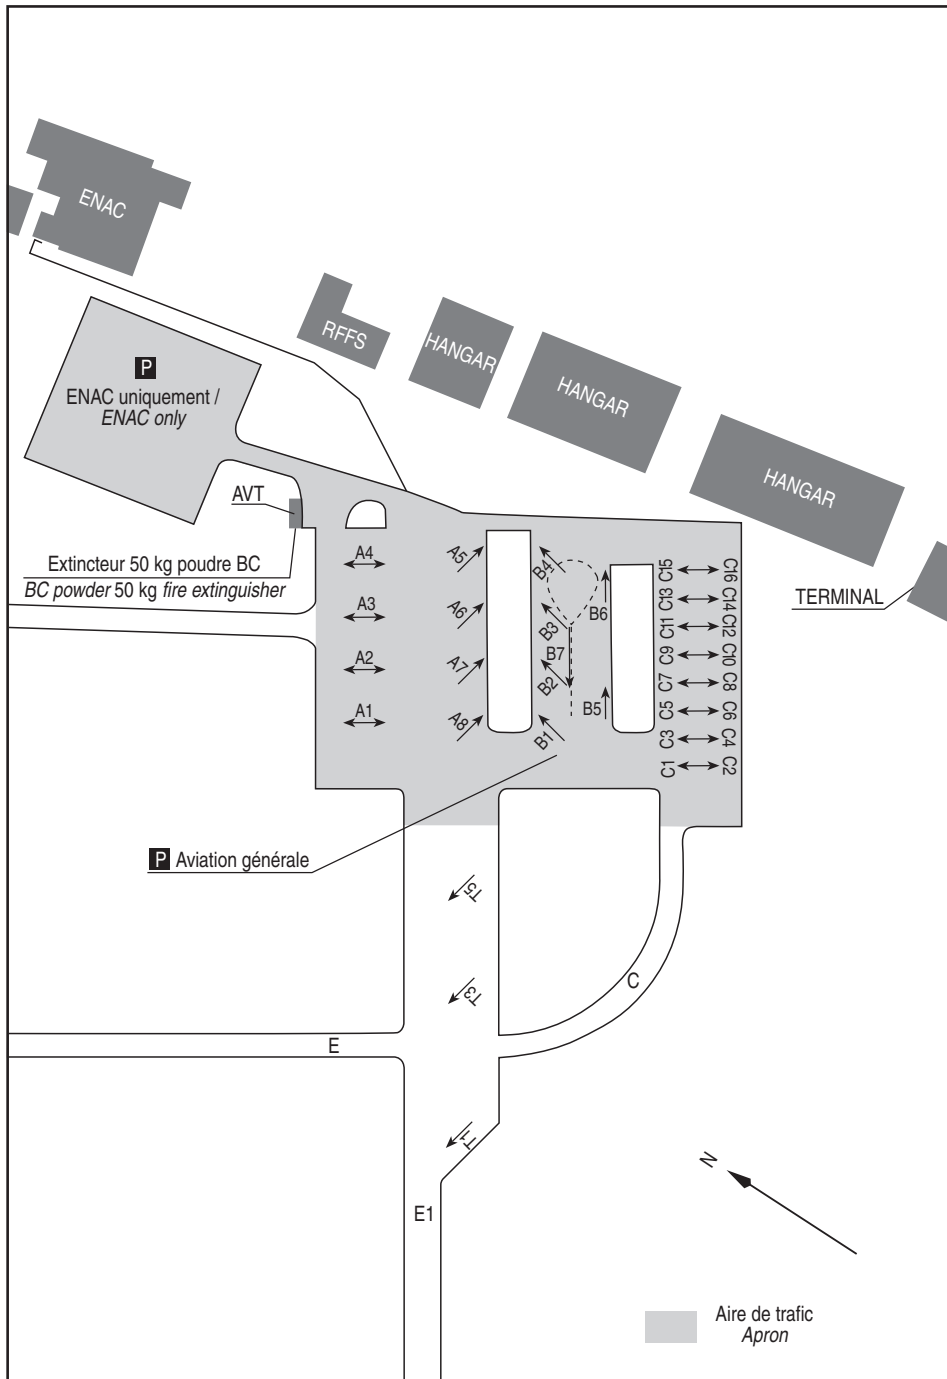 ENAC
RFFS
HANGAR
HANGAR
HANGAR
P
ENAC uniquement /
ENAC only
AVT
Extincteur 50 kg poudre BC
BC powder 50 kg fire extinguisher
TERMINAL
A4
A3
A2
A1
A5
A6
A7
A8
B4
B3
B7
B2
B1
B6
B5
C15 C16
C13 C14
C11 C12
C9 C10
C7 C8
C5 C6
C3 C4
C1 C2
P Aviation générale
T5
T3
C
E
T1
N
E1
Aire de trafic
Apron